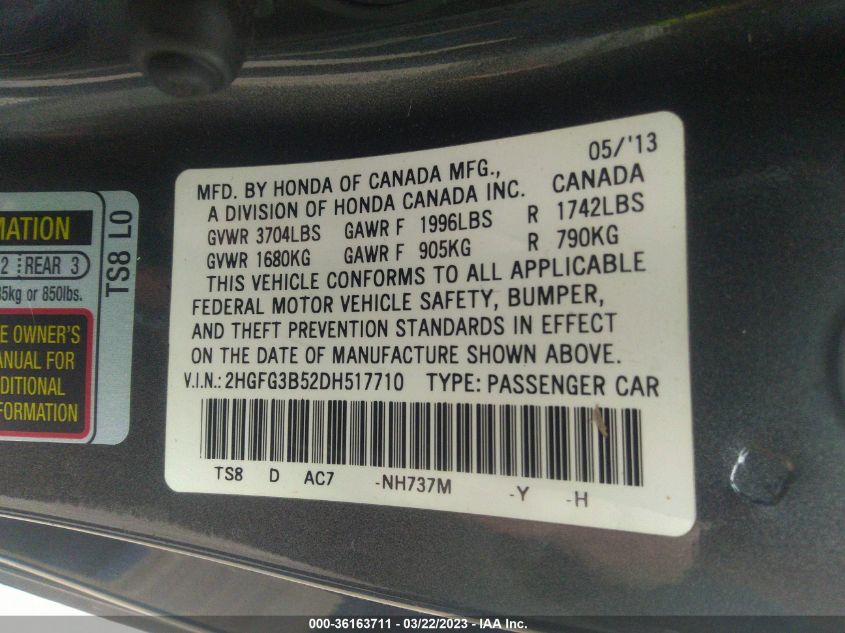 MFD. BY HONDA OF CANADA MFG., 05/'13
A DIVISION OF HONDA CANADA INC. CANADA
GVWR 3704LBS GAWR F 1996LBS R 1742LBS
GVWR 1680KG GAWR F 905KG R 790KG
THIS VEHICLE CONFORMS TO ALL APPLICABLE
FEDERAL MOTOR VEHICLE SAFETY, BUMPER,
AND THEFT PREVENTION STANDARDS IN EFFECT
ON THE DATE OF MANUFACTURE SHOWN ABOVE.
V.I.N.: 2HGFG3B52DH517710 TYPE: PASSENGER CAR
TS8 D AC7 -NH737M -Y -H
MATION
2 REAR 3
5kg or 850lbs.
E OWNER'S
ANUAL FOR
DITIONAL
FORMATION
TS8 L0
000-36163711 - 03/22/2023 - IAA Inc.